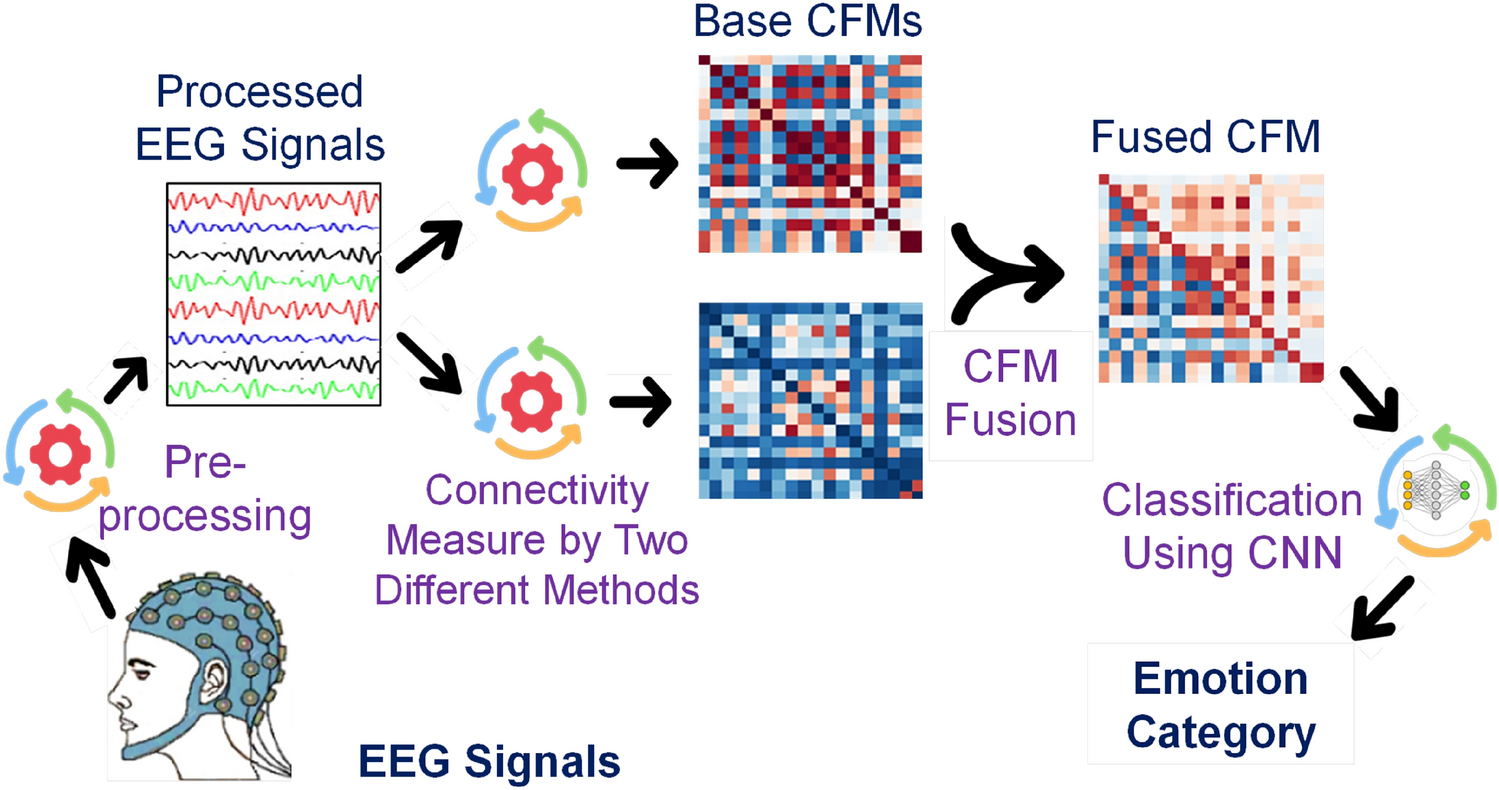 Base CFMs
Processed
EEG Signals
Fused CFM
CFM
Fusion
Pre-
processing
Connectivity
Measure by Two
Different Methods
Classification
Using CNN
Emotion
Category
EEG Signals